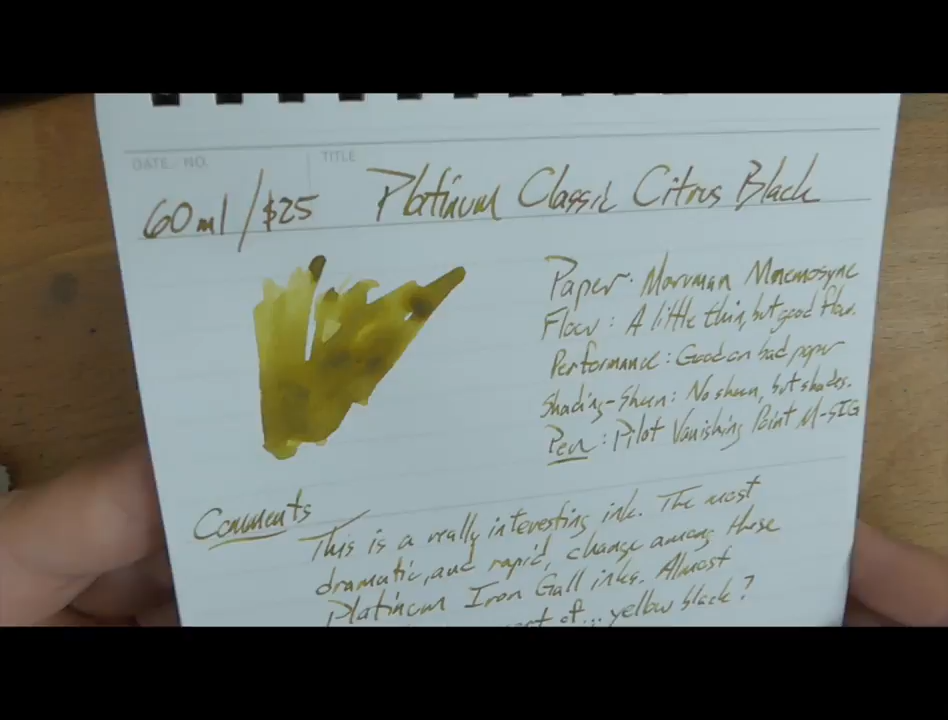 DATE . NO.
TITLE
60ml/$25
Platinum Classic Citrus Black
Paper: Maruman Mnemosyne
Flow: A little thin, but good flow.
Performance: Good on bad paper
Shading-Sheen: No sheen, but shades.
Pen: Pilot Vanishing Point M-SIG
Comments
This is a really interesting ink. The most
dramatic, and rapid, change among these
Platinum Iron Gall inks. Almost
of... yellow black?